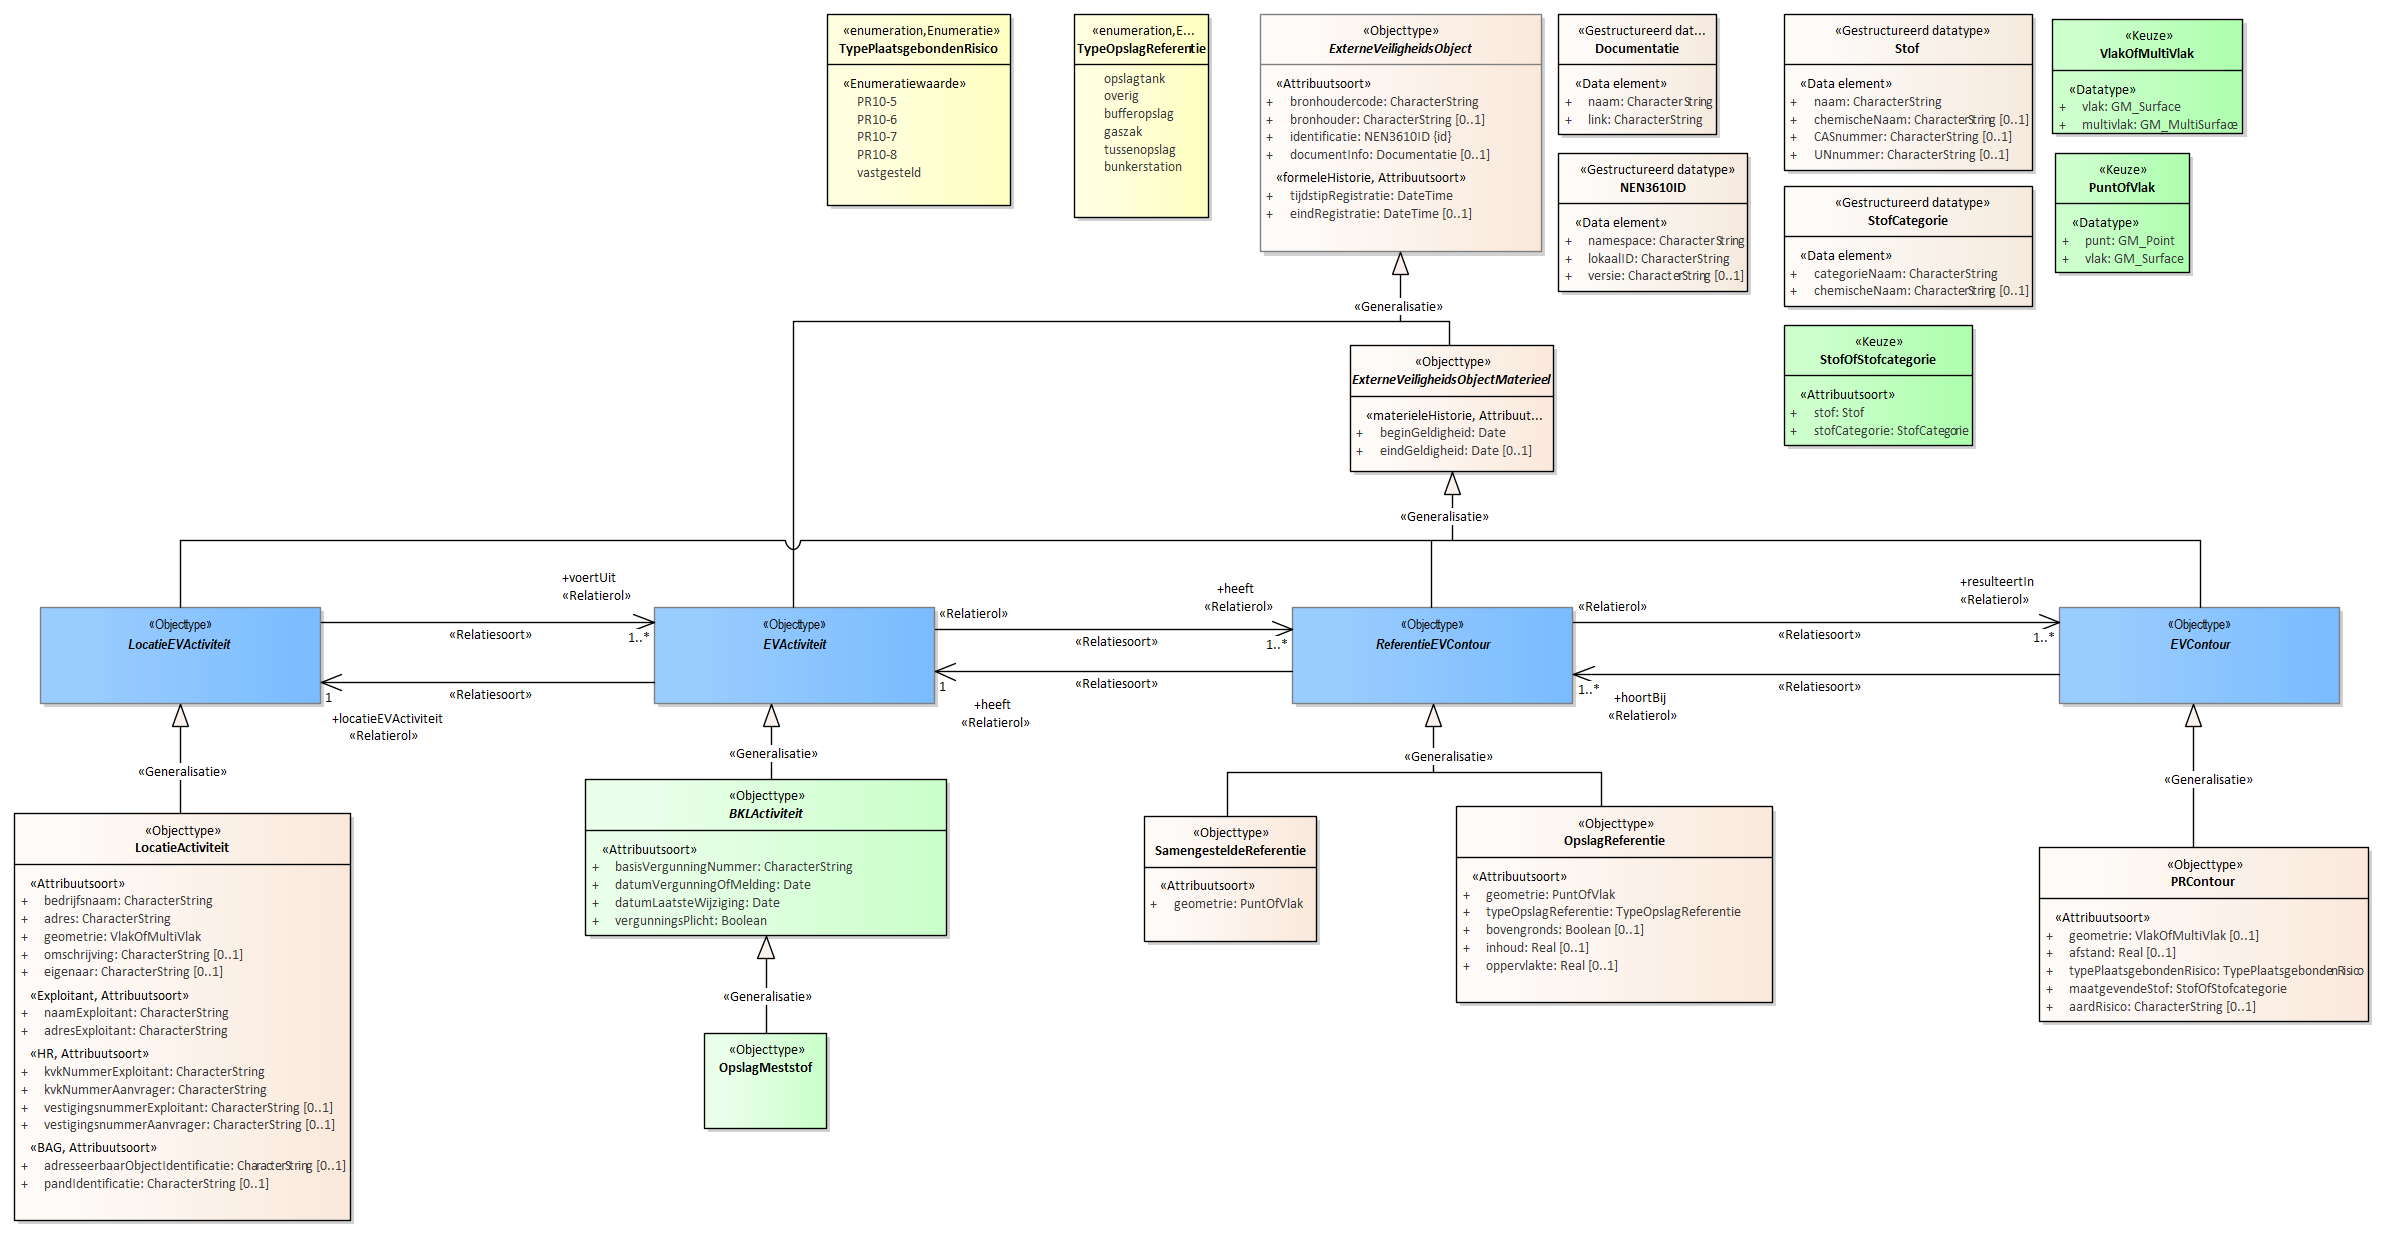 «enumeration,Enumeratie»
TypePlaatsgebondenRisico
«Enumeratiewaarde»
PR10-5
PR10-6
PR10-7
PR10-8
vastgesteld
«enumeration,E...
TypeOpslagReferentie
opslagtank
overig
bufferopslag
gaszak
tussenopslag
bunkerstation
«Objecttype»
ExterneVeiligheidsObject
«Attribuutsoort»
+ bronhoudercode: CharacterString
+ bronhouder: CharacterString [0..1]
+ identificatie: NEN3610ID {id}
+ documentInfo: Documentatie [0..1]
«formeleHistorie, Attribuutsoort»
+ tijdstipRegistratie: DateTime
+ eindRegistratie: DateTime [0..1]
«Gestructureerd dat...
Documentatie
«Data element»
+ naam: CharacterString
+ link: CharacterString
«Gestructureerd datatype»
NEN3610ID
«Data element»
+ namespace: CharacterString
+ lokaalID: CharacterString
+ versie: CharacterString [0..1]
«Gestructureerd datatype»
Stof
«Data element»
+ naam: CharacterString
+ chemischeNaam: CharacterString [0..1]
+ CASnummer: CharacterString [0..1]
+ UNnummer: CharacterString [0..1]
«Gestructureerd datatype»
StofCategorie
«Data element»
+ categorieNaam: CharacterString
+ chemischeNaam: CharacterString [0..1]
«Keuze»
StofOfStofcategorie
«Attribuutsoort»
+ stof: Stof
+ stofCategorie: StofCategorie
«Keuze»
VlakOfMultiVlak
«Datatype»
+ vlak: GM_Surface
+ multivlak: GM_MultiSurface
«Keuze»
PuntOfVlak
«Datatype»
+ punt: GM_Point
+ vlak: GM_Surface
«Generalisatie»
«Objecttype»
ExterneVeiligheidsObjectMaterieel
«materieleHistorie, Attribuut...
+ beginGeldigheid: Date
+ eindGeldigheid: Date [0..1]
«Generalisatie»
«Objecttype»
LocatieEVActiviteit
+voertUit
«Relatierol»
«Relatiesoort»
1..*
«Relatiesoort»
1
+locatieEVActiviteit
«Relatierol»
«Objecttype»
EVActiviteit
«Relatierol»
+heeft
«Relatierol»
«Relatiesoort»
1..*
«Relatiesoort»
1
+heeft
«Relatierol»
«Objecttype»
ReferentieEVContour
«Relatierol»
+resulteertIn
«Relatierol»
«Relatiesoort»
1..*
«Relatiesoort»
1..*
+hoortBij
«Relatierol»
«Objecttype»
EVContour
«Generalisatie»
«Generalisatie»
«Generalisatie»
«Generalisatie»
«Objecttype»
LocatieActiviteit
«Attribuutsoort»
+ bedrijfsnaam: CharacterString
+ adres: CharacterString
+ geometrie: VlakOfMultiVlak
+ omschrijving: CharacterString [0..1]
+ eigenaar: CharacterString [0..1]
«Exploitant, Attribuutsoort»
+ naamExploitant: CharacterString
+ adresExploitant: CharacterString
«HR, Attribuutsoort»
+ kvkNummerExploitant: CharacterString
+ kvkNummerAanvrager: CharacterString
+ vestigingsnummerExploitant: CharacterString [0..1]
+ vestigingsnummerAanvrager: CharacterString [0..1]
«BAG, Attribuutsoort»
+ adresseerbaarObjectIdentificatie: CharacterString [0..1]
+ pandIdentificatie: CharacterString [0..1]
«Objecttype»
BKLActiviteit
«Attribuutsoort»
+ basisVergunningNummer: CharacterString
+ datumVergunningOfMelding: Date
+ datumLaatsteWijziging: Date
+ vergunningsPlicht: Boolean
«Generalisatie»
«Objecttype»
OpslagMeststof
«Objecttype»
SamengesteldeReferentie
«Attribuutsoort»
+ geometrie: PuntOfVlak
«Objecttype»
OpslagReferentie
«Attribuutsoort»
+ geometrie: PuntOfVlak
+ typeOpslagReferentie: TypeOpslagReferentie
+ bovengronds: Boolean [0..1]
+ inhoud: Real [0..1]
+ oppervlakte: Real [0..1]
«Objecttype»
PRContour
«Attribuutsoort»
+ geometrie: VlakOfMultiVlak [0..1]
+ afstand: Real [0..1]
+ typePlaatsgebondenRisico: TypePlaatsgebondenRisico
+ maatgevendeStof: StofOfStofcategorie
+ aardRisico: CharacterString [0..1]